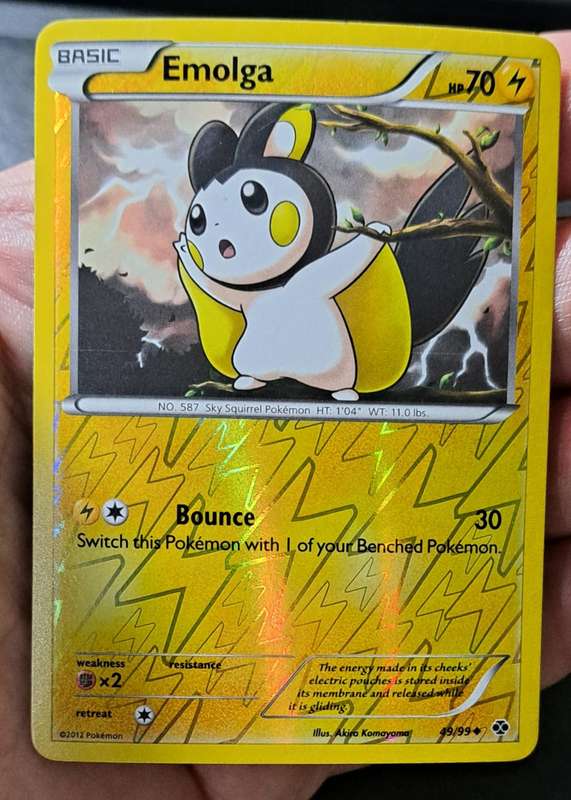 BASIC
Emolga
HP70
NO. 587 Sky Squirrel Pokémon HT: 1'04" WT: 11.0 lbs.
Bounce 30
Switch this Pokémon with 1 of your Benched Pokémon.
weakness resistance
×2
retreat
The energy made in its cheeks'
electric pouches is stored inside
its membrane and released while
it is gliding.
©2012 Pokémon
Illus. Akira Komayama
49/99